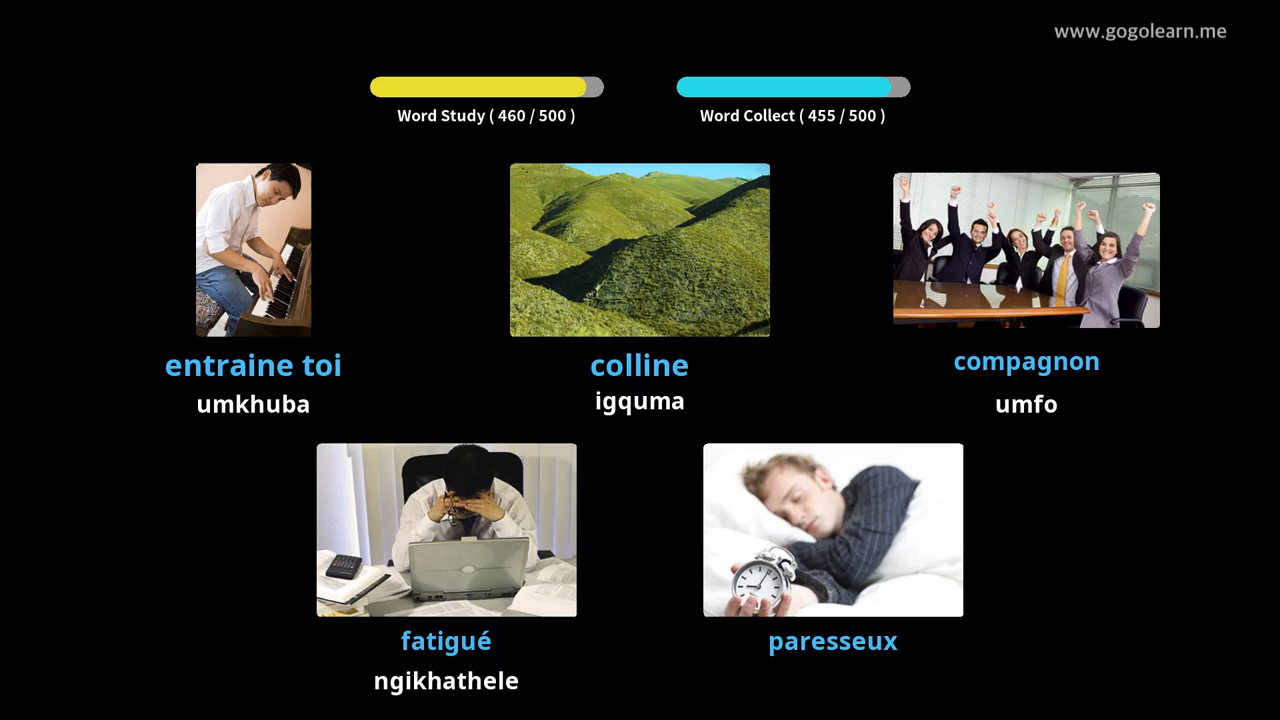 www.gogolearn.me
Word Study ( 460 / 500 )
Word Collect ( 455 / 500 )
entraine toi
colline
compagnon
umkhuba
igquma
umfo
fatigué
paresseux
ngikhathele